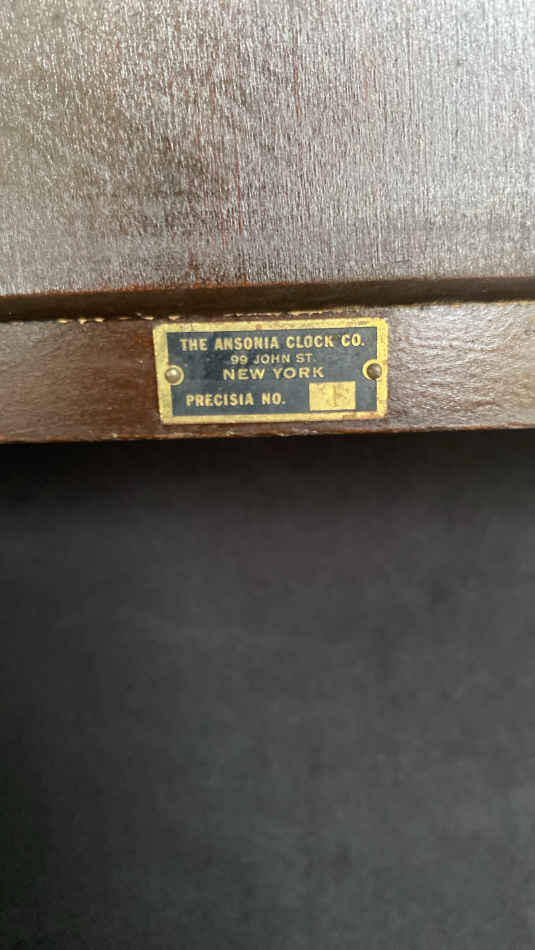 THE ANSONIA CLOCK CO.
99 JOHN ST.
NEW YORK
PRECISIA NO.